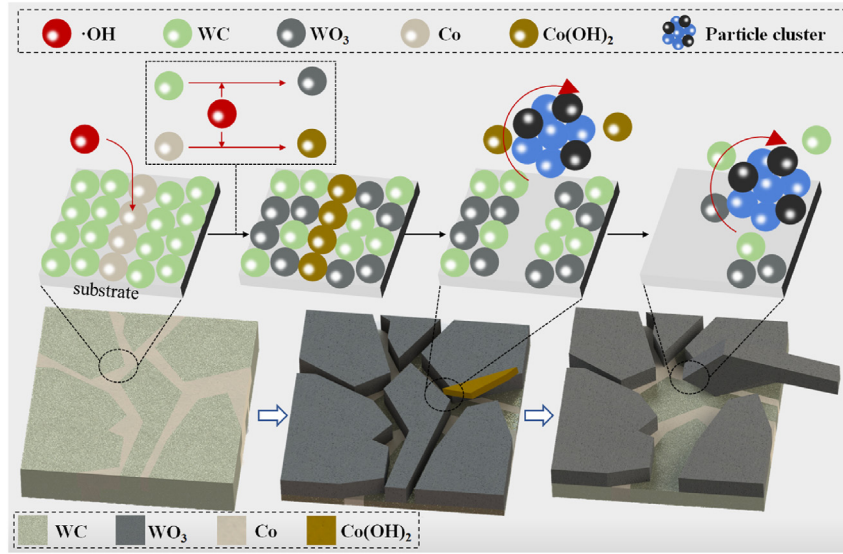 ·OH WC WO₃ Co Co(OH)₂ Particle cluster
substrate
WC WO₃ Co Co(OH)₂